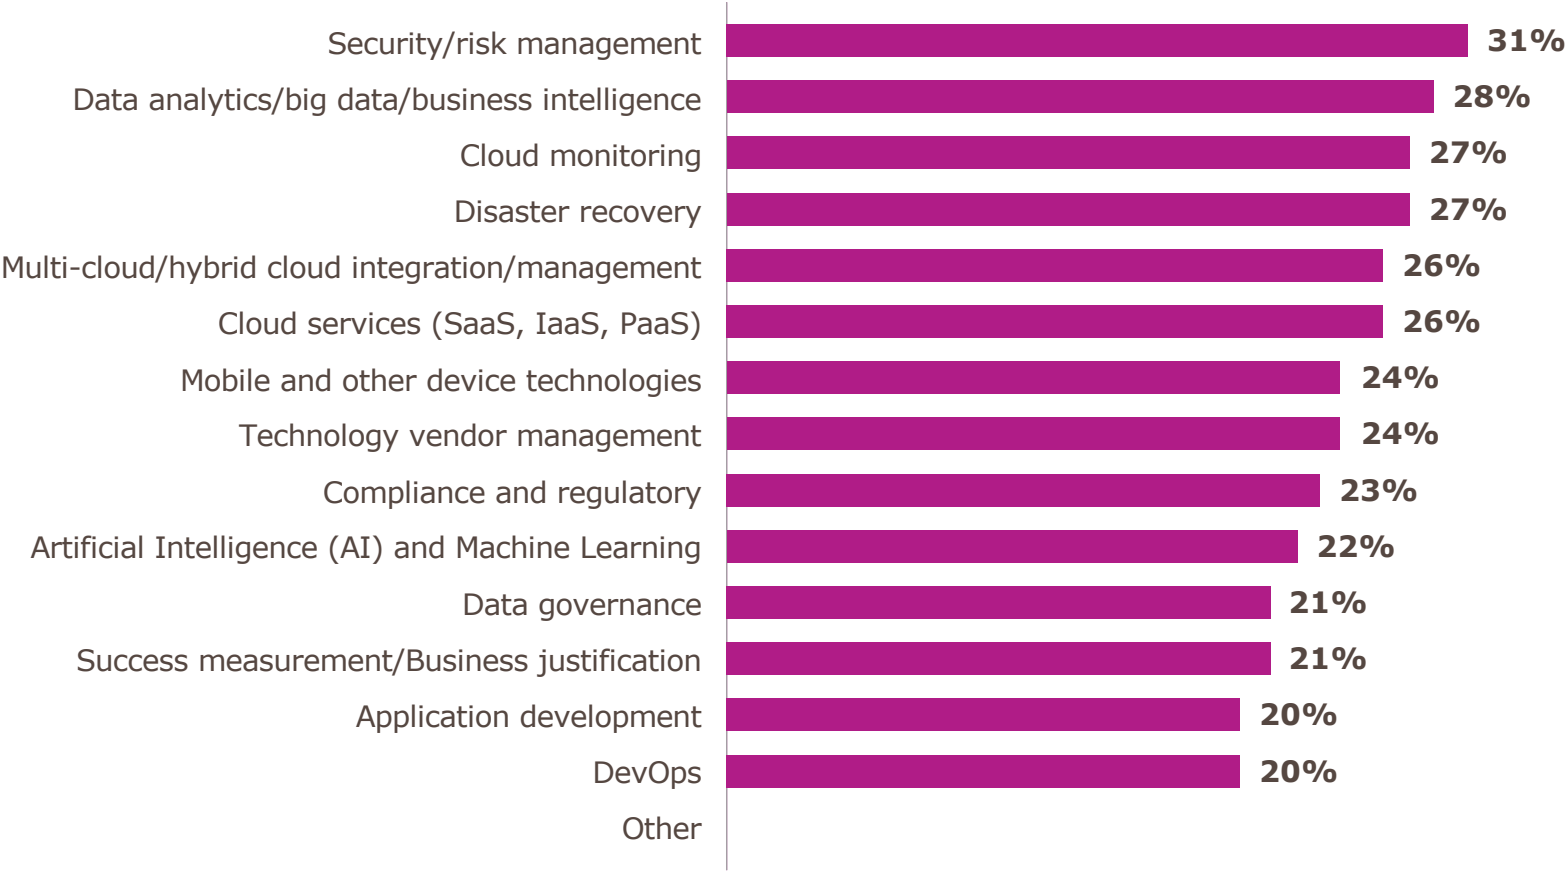 Security/risk management 31%
Data analytics/big data/business intelligence 28%
Cloud monitoring 27%
Disaster recovery 27%
Multi-cloud/hybrid cloud integration/management 26%
Cloud services (SaaS, IaaS, PaaS) 26%
Mobile and other device technologies 24%
Technology vendor management 24%
Compliance and regulatory 23%
Artificial Intelligence (AI) and Machine Learning 22%
Data governance 21%
Success measurement/Business justification 21%
Application development 20%
DevOps 20%
Other